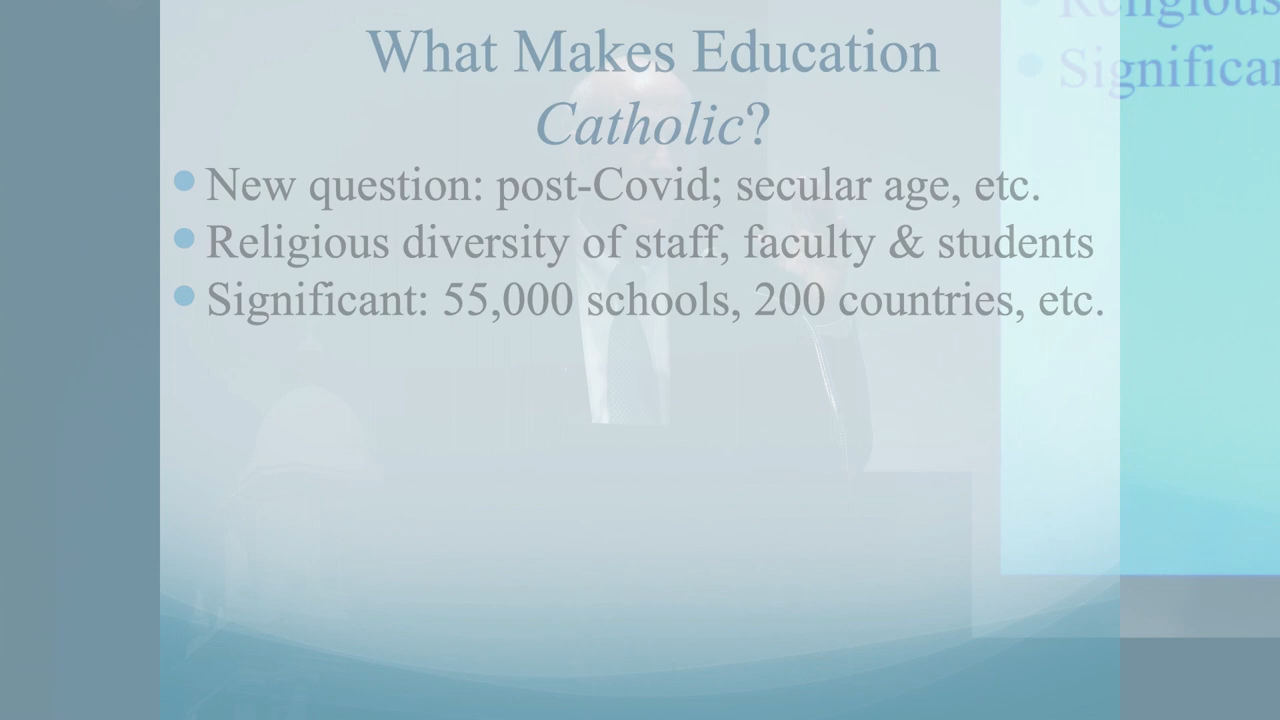 What Makes Education
Catholic?
New question: post-Covid; secular age, etc.
Religious diversity of staff, faculty & students
Significant: 55,000 schools, 200 countries, etc.
Religious